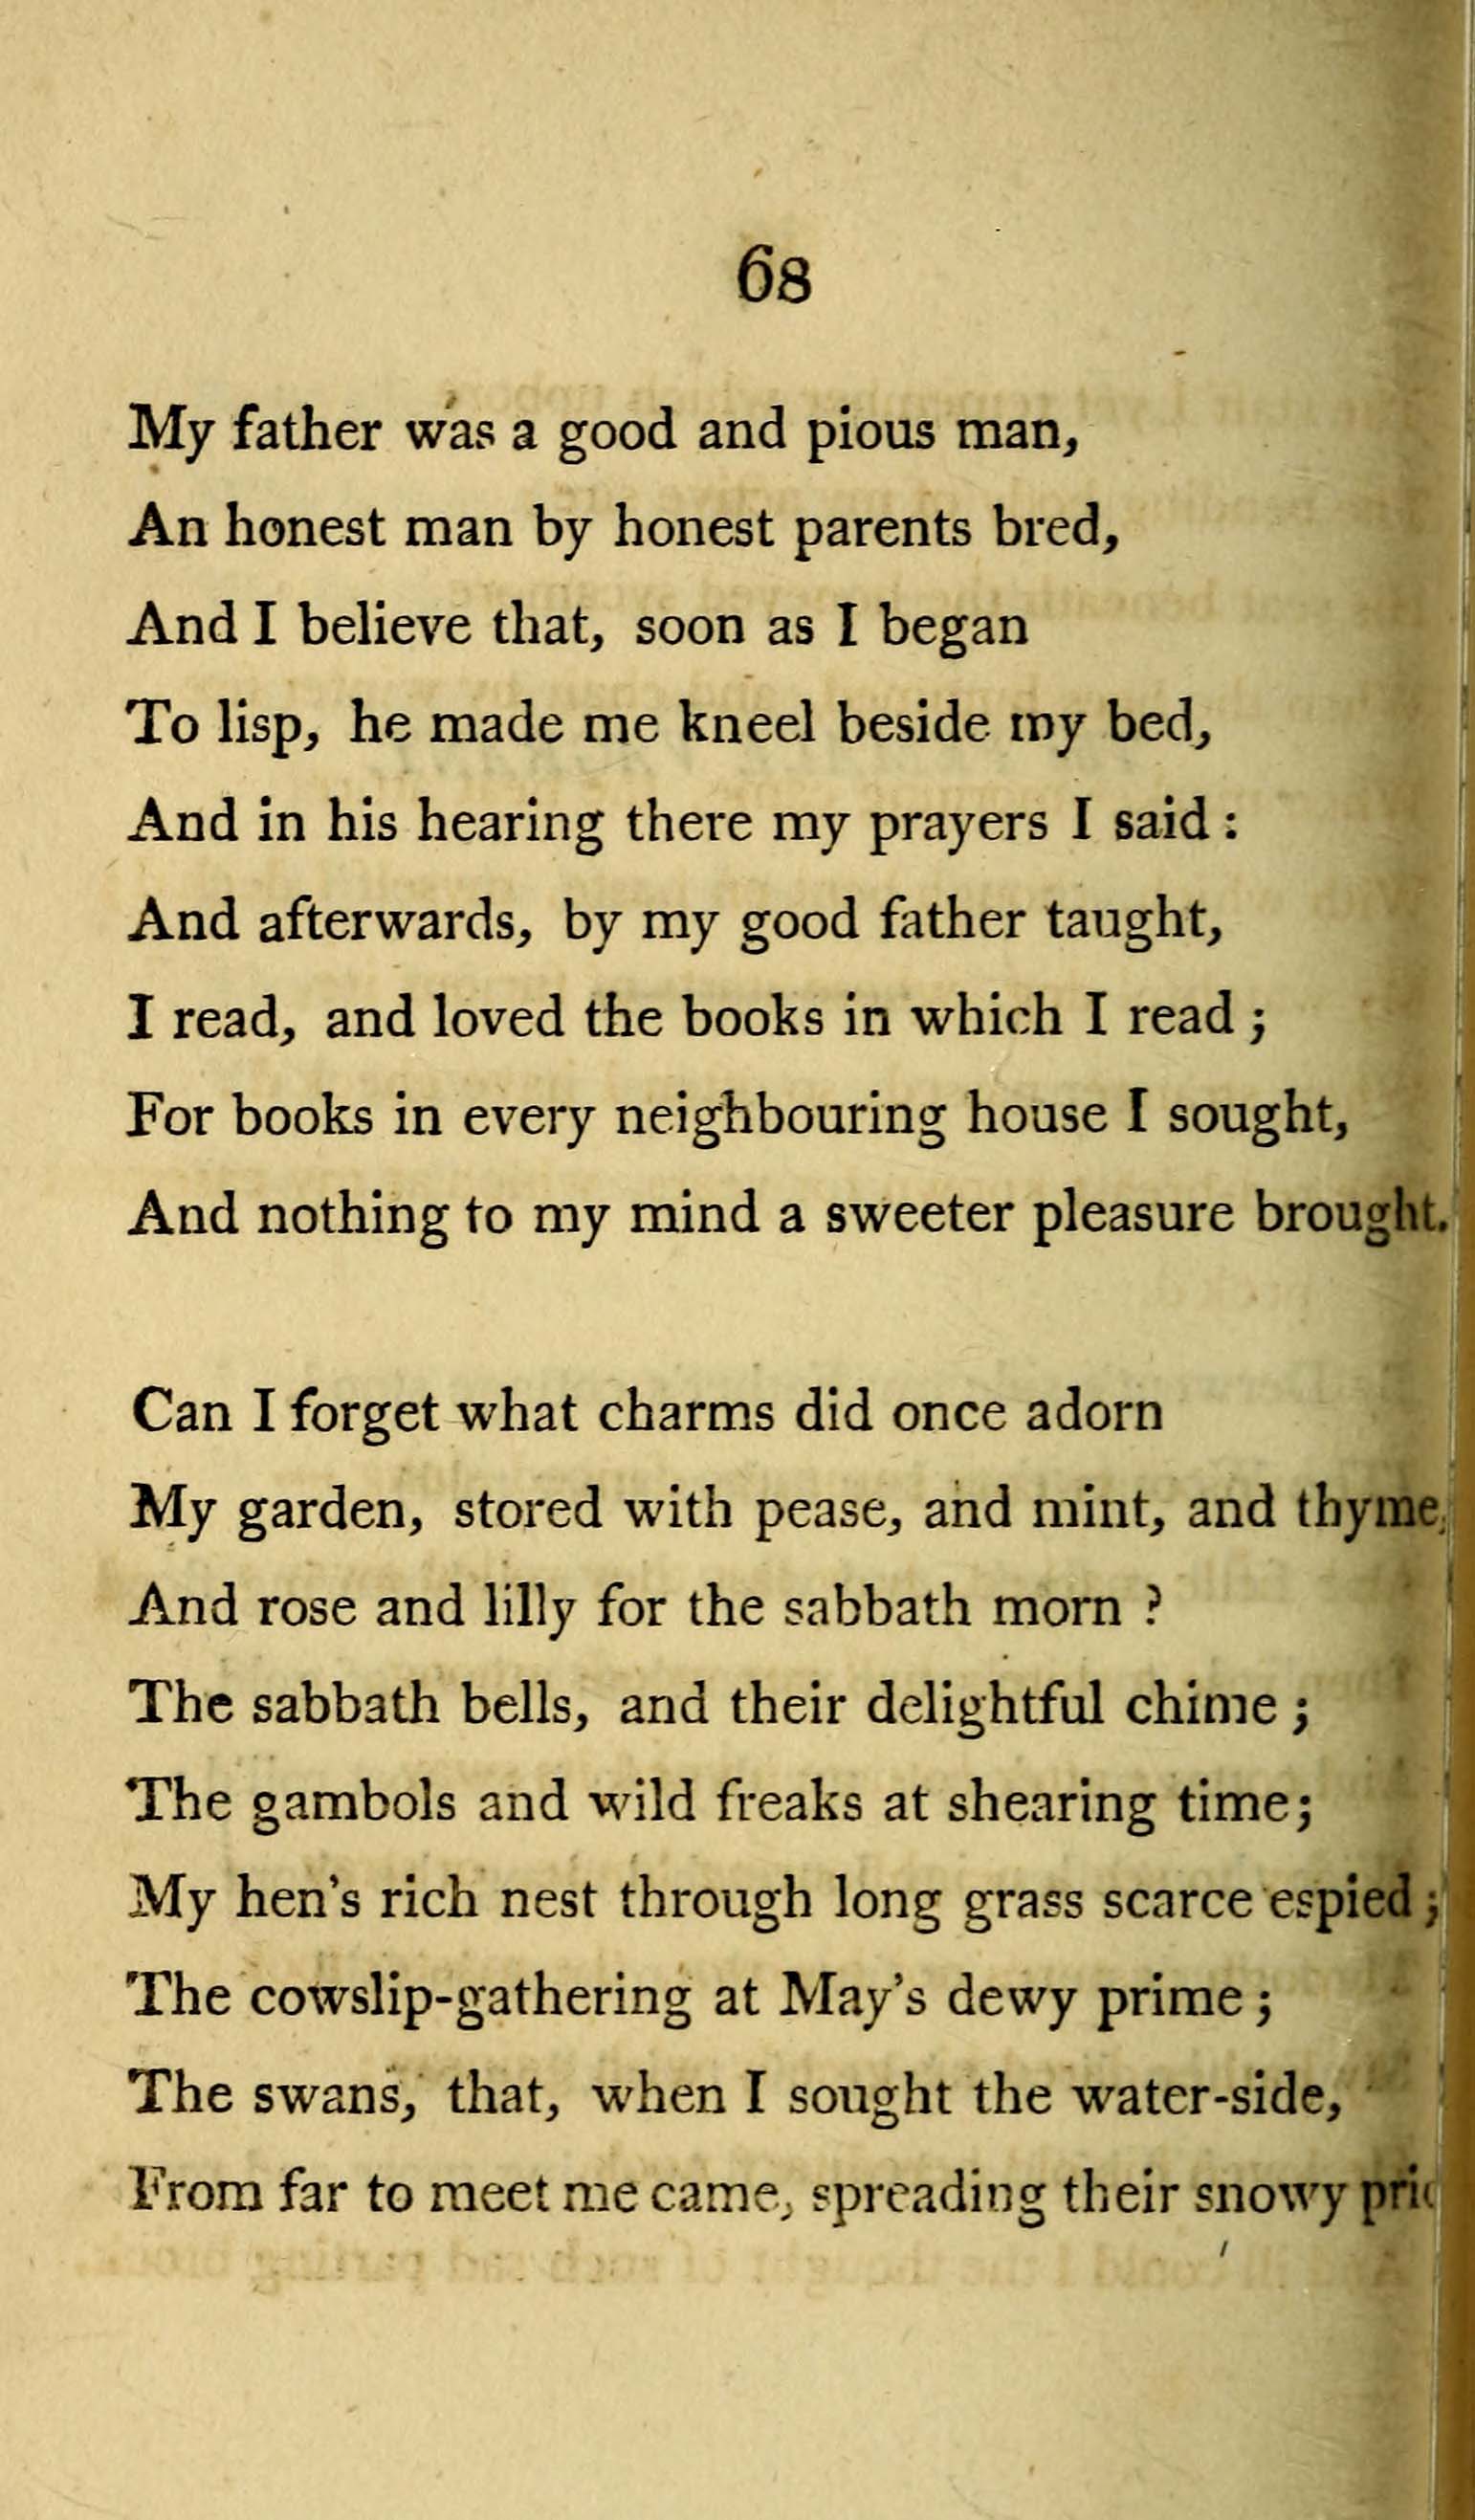 68
My father was a good and pious man,
An honest man by honest parents bred,
And I believe that, soon as I began
To lisp, he made me kneel beside my bed,
And in his hearing there my prayers I said :
And afterwards, by my good father taught,
I read, and loved the books in which I read ;
For books in every neighbouring house I sought,
And nothing to my mind a sweeter pleasure brought.
Can I forget what charms did once adorn
My garden, stored with pease, and mint, and thyme,
And rose and lilly for the sabbath morn ?
The sabbath bells, and their delightful chime ;
The gambols and wild freaks at shearing time;
My hen's rich nest through long grass scarce espied ;
The cowslip-gathering at May's dewy prime ;
The swans, that, when I sought the water-side,
From far to meet me came, spreading their snowy